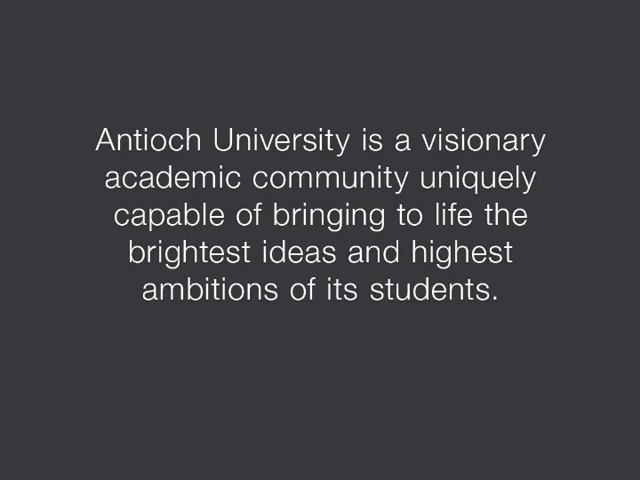 Antioch University is a visionary
academic community uniquely
capable of bringing to life the
brightest ideas and highest
ambitions of its students.